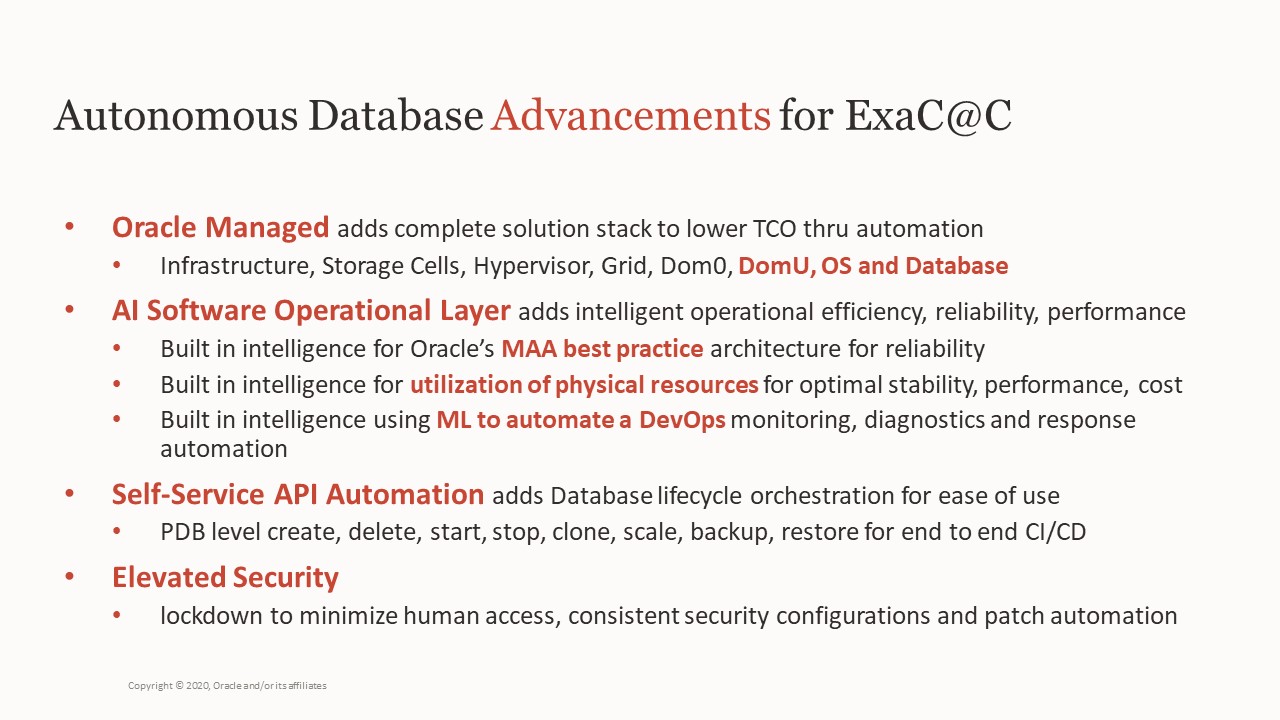 Autonomous Database Advancements for ExaC@C
• Oracle Managed adds complete solution stack to lower TCO thru automation
• Infrastructure, Storage Cells, Hypervisor, Grid, Dom0, DomU, OS and Database
• AI Software Operational Layer adds intelligent operational efficiency, reliability, performance
• Built in intelligence for Oracle’s MAA best practice architecture for reliability
• Built in intelligence for utilization of physical resources for optimal stability, performance, cost
• Built in intelligence using ML to automate a DevOps monitoring, diagnostics and response
automation
• Self-Service API Automation adds Database lifecycle orchestration for ease of use
• PDB level create, delete, start, stop, clone, scale, backup, restore for end to end CI/CD
• Elevated Security
• lockdown to minimize human access, consistent security configurations and patch automation
Copyright © 2020, Oracle and/or its affiliates